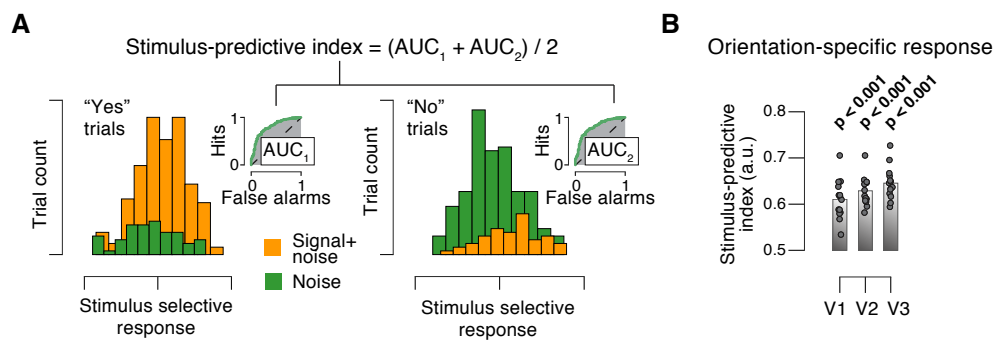 A
Stimulus-predictive index = (AUC₁ + AUC₂) / 2
"Yes"
trials
Trial count
Hits
1
0
AUC₁
0
1
False alarms
Stimulus selective
response
Signal+
noise
Noise
"No"
trials
Trial count
Hits
1
0
AUC₂
0
1
False alarms
Stimulus selective
response
B
Orientation-specific response
p < 0.001
p < 0.001
p < 0.001
Stimulus-predictive
index (a.u.)
0.8
0.7
0.6
0.5
V1 V2 V3